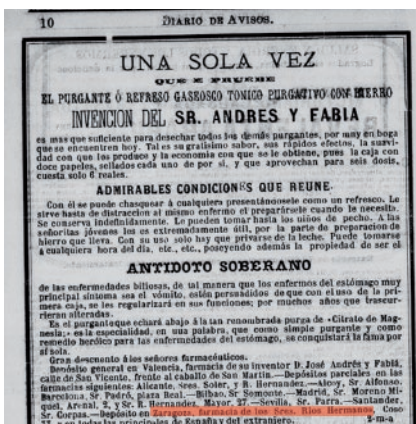 10 DIARIO DE AVISOS.
UNA SOLA VEZ
QUE SE PRUEBE
EL PURGANTE Ó REFRESO GASEOSCO TONICO PURGATIVO CON HIERRO
INVENCION DEL SR. ANDRES Y FABIA
es mas que suficiente para desechar todos los demás purgantes, por muy en boga
que se encuentren hoy. Tal es su gratísimo sabor, sus rápidos efectos, la suavi-
dad con que los produce y la economía con que se le obtiene, pues la caja con
doce papeles, sellados cada uno de por sí, y que aprovechan para seis dosis,
cuesta solo 6 reales.
ADMIRABLES CONDICIONES QUE REUNE.
Con él se puede chasquear á cualquiera presentándosele como un refresco. Le
sirve hasta de distraccion al mismo enfermo el preparársele cuando le necesita.
Se conserva indefinidamente. Le pueden tomar hasta los niños de pecho. A las
señoritas jóvenes les es extremadamente útil, por la parte de preparacion de
hierro que lleva. Con su uso solo hay que privarse de la leche. Puede tomarse
á cualquiera hora del dia, etc., etc., poseyendo además la propiedad de ser el
ANTIDOTO SOBERANO
de las enfermedades biliosas, de tal manera que los enfermos del estómago muy
principal síntoma sea el vómito, estén persuadidos de que con el uso de la pri-
mera caja, se les regularizará en sus funciones; por muchos años que trascur-
rieran alteradas.
Es el purgante que echará abajo á la tan renombrada purga de «Citrato de Mag-
nesia;» es la especialidad, en una palabra, que como simple purgante y como
remedio heróico para las enfermedades del estómago, se conquistará la fama por
sí sola.
Gran descuento á los señores farmacéuticos.
Depósito general en Valencia, farmacia de su inventor D. José Andrés y Fabiá,
calle de San Vicente, frente al caballo de San Martin.—Depósitos parciales en las
farmacias siguientes: Alicante, Sres. Soler, y R. Hernandez.—Alcoy, Sr. Alfonso.
Barcelona, Sr. Padró, plaza Real.—Bilbao, Sr. Somonte.—Madrid, Sr. Moreno Mi-
quel, Arenal, 2, y Sr. R. Hernandez, Mayor, 27.—Sevilla, Sr. Parra—Santander,
Sr. Corpas.—Depósito en Zaragoza, farmacia de los Sres. Rios Hermanos, Coso
y en todas las principales de España y del extranjero. 2-m-a